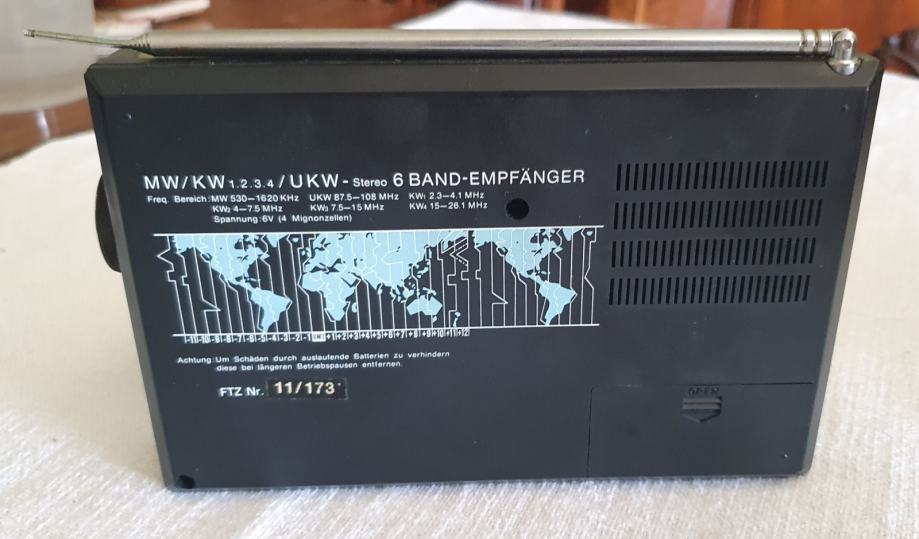 MW/KW 1.2.3.4/UKW - Stereo 6 BAND-EMPFÄNGER
Freq. Bereich: MW 530–1620 KHz UKW 87.5–108 MHz KW₁ 2.3–4.1 MHz
KW₂ 4–7.5 MHz KW₃ 7.5–15 MHz KW₄ 15–26.1 MHz
Spannung: 6V (4 Mignonzellen)
-11 -10 -9 -8 -7 -6 -5 -4 -3 -2 -1 GMT +1 +2 +3 +4 +5 +6 +7 +8 +9 +10 +11 +12
Achtung: Um Schäden durch auslaufende Batterien zu verhindern
diese bei längeren Betriebspausen entfernen.
FTZ Nr. 11/173*
OPEN